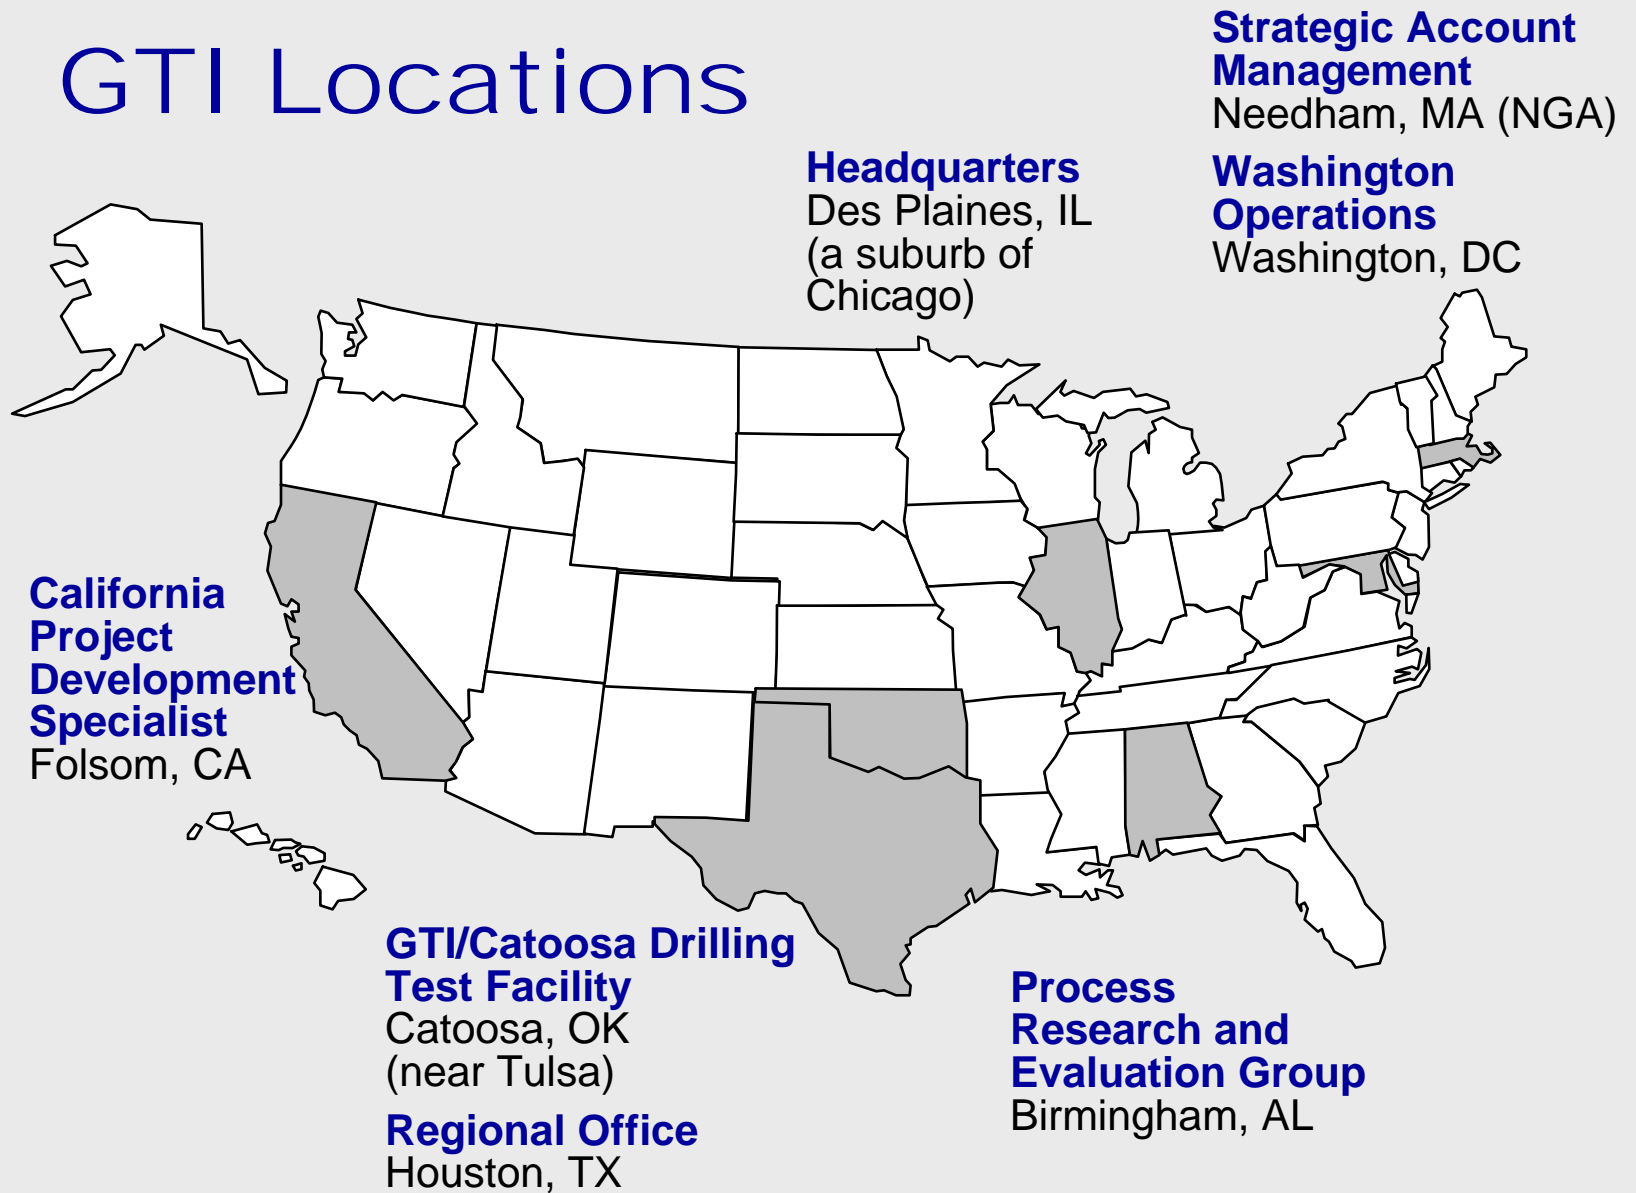 GTI Locations
Strategic Account
Management
Needham, MA (NGA)
Washington
Operations
Washington, DC
Headquarters
Des Plaines, IL
(a suburb of
Chicago)
California
Project
Development
Specialist
Folsom, CA
GTI/Catoosa Drilling
Test Facility
Catoosa, OK
(near Tulsa)
Regional Office
Houston, TX
Process
Research and
Evaluation Group
Birmingham, AL